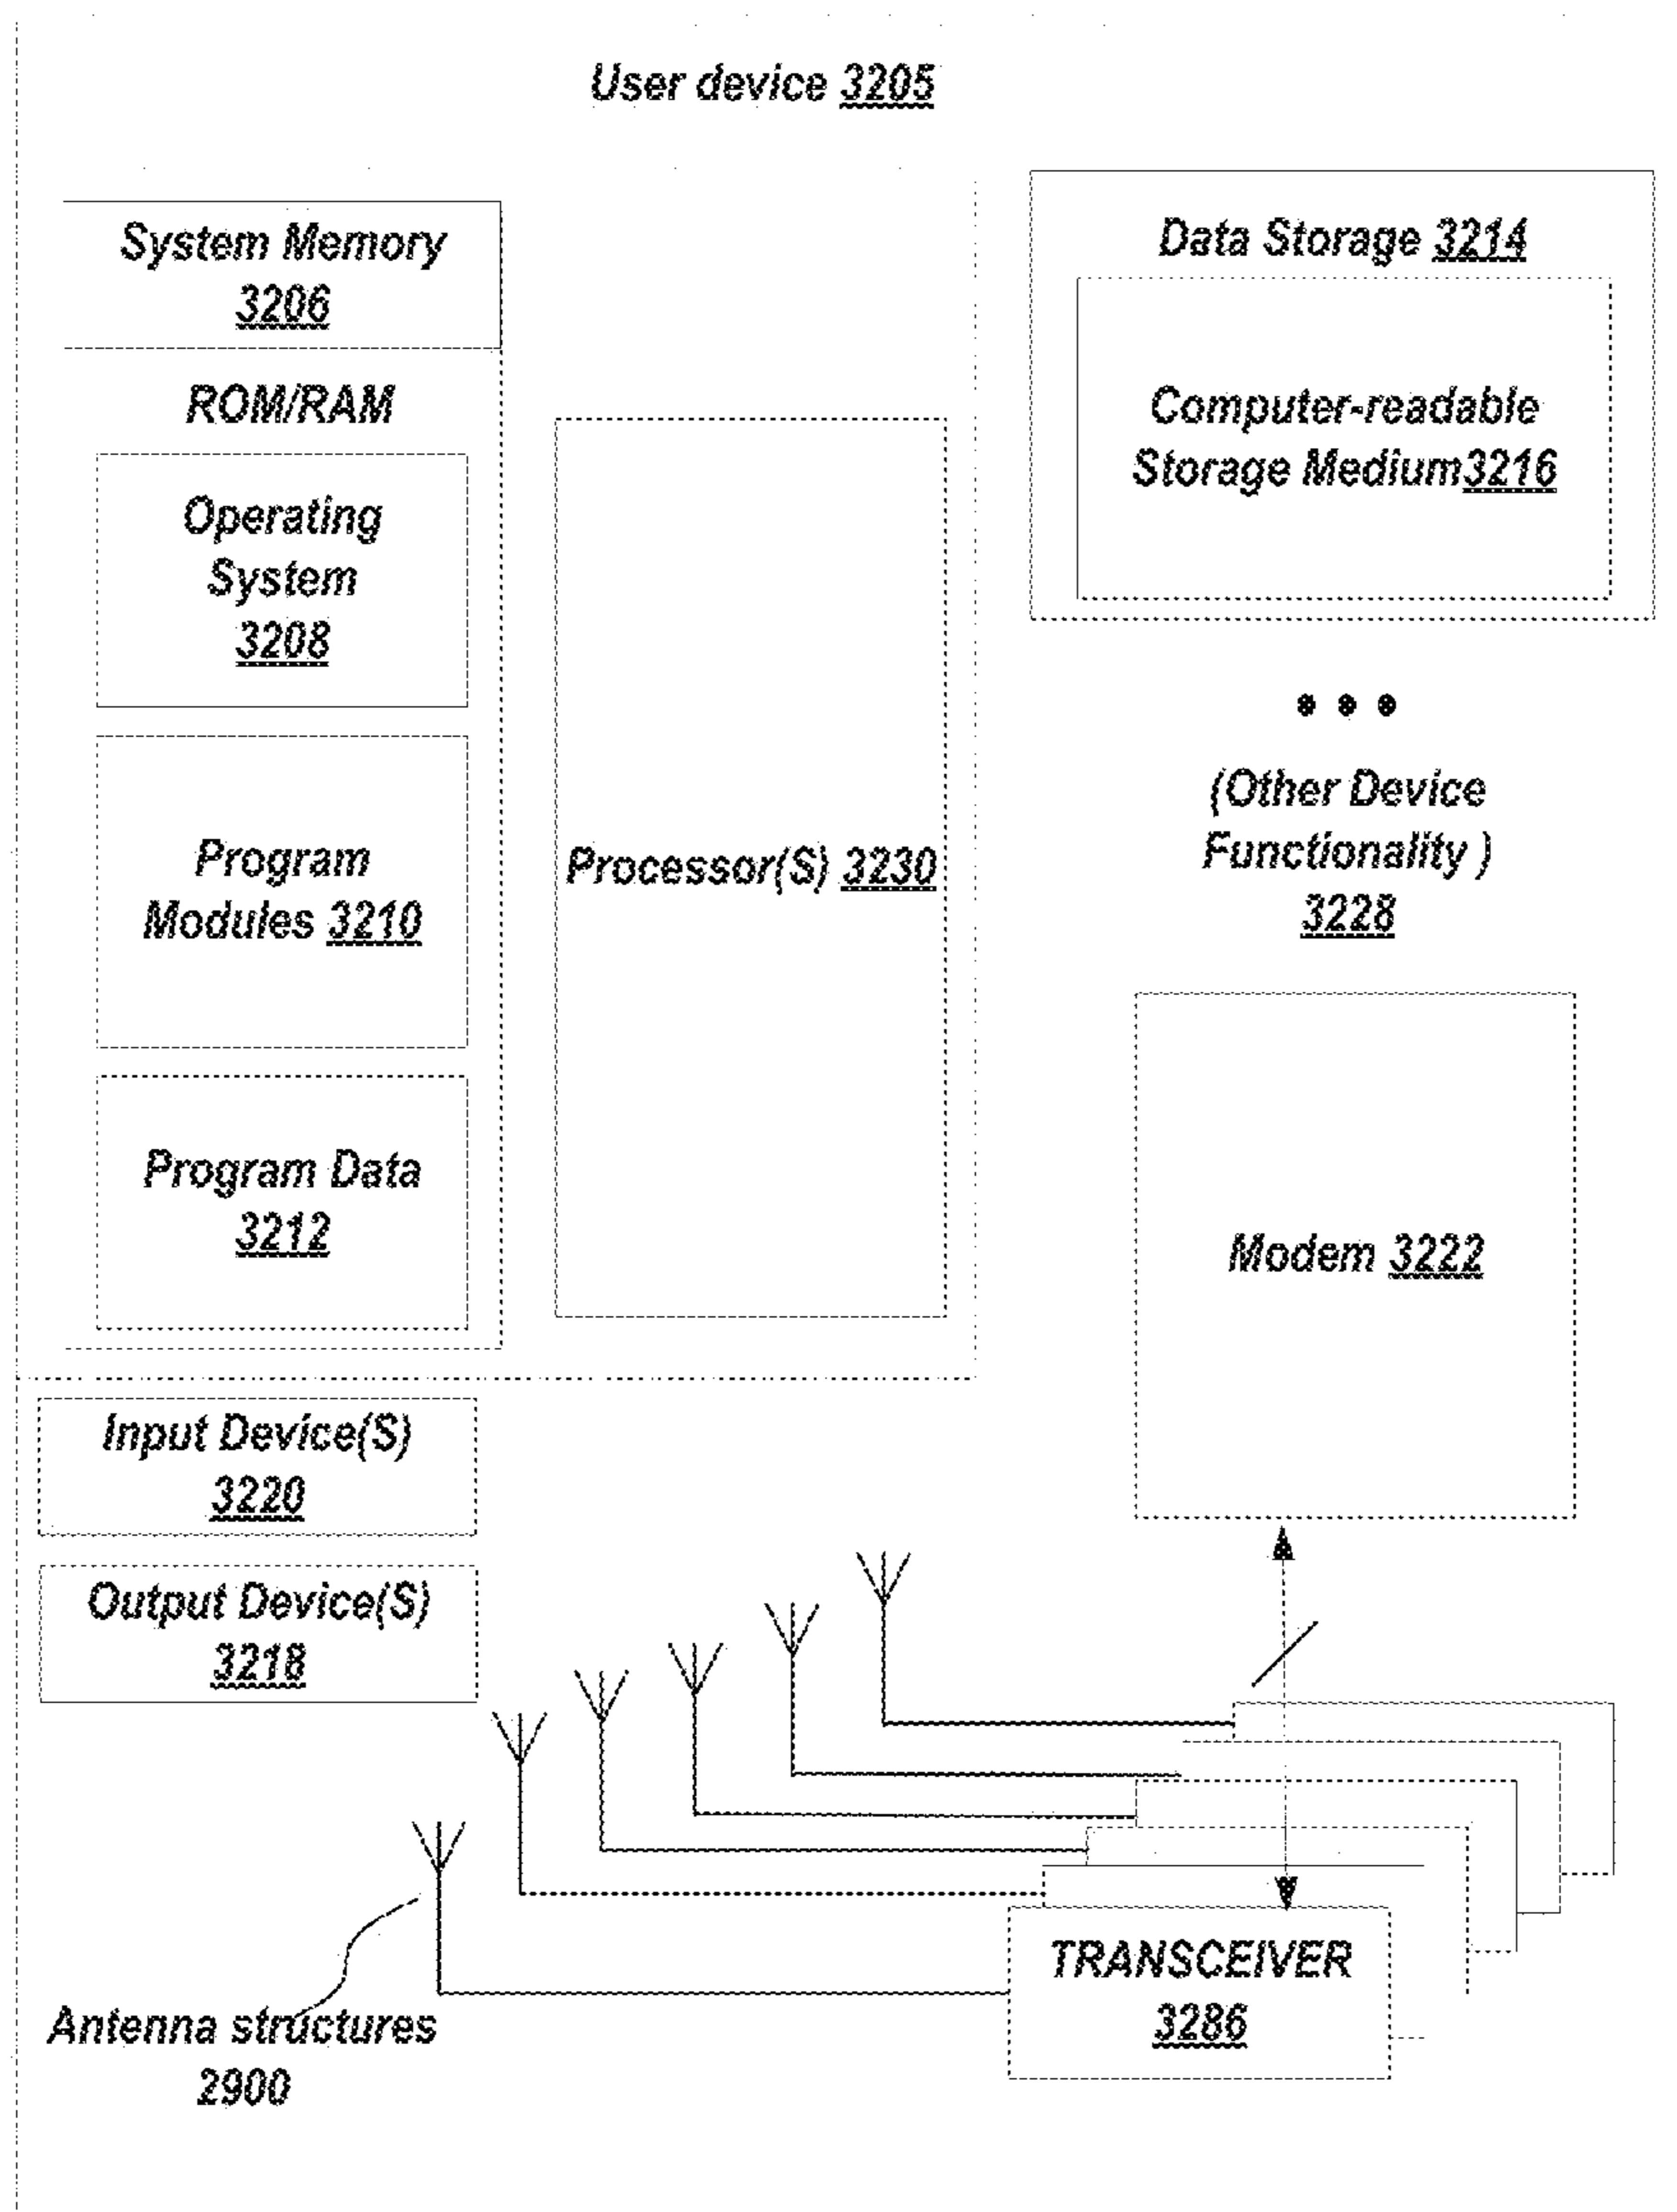 User device 3205
System Memory
3206
ROM/RAM
Operating
System
3208
Program
Modules 3210
Program Data
3212
Processor(S) 3230
Data Storage 3214
Computer-readable
Storage Medium3216
(Other Device
Functionality )
3228
Modem 3222
Input Device(S)
3220
Output Device(S)
3218
TRANSCEIVER
3286
Antenna structures
2900